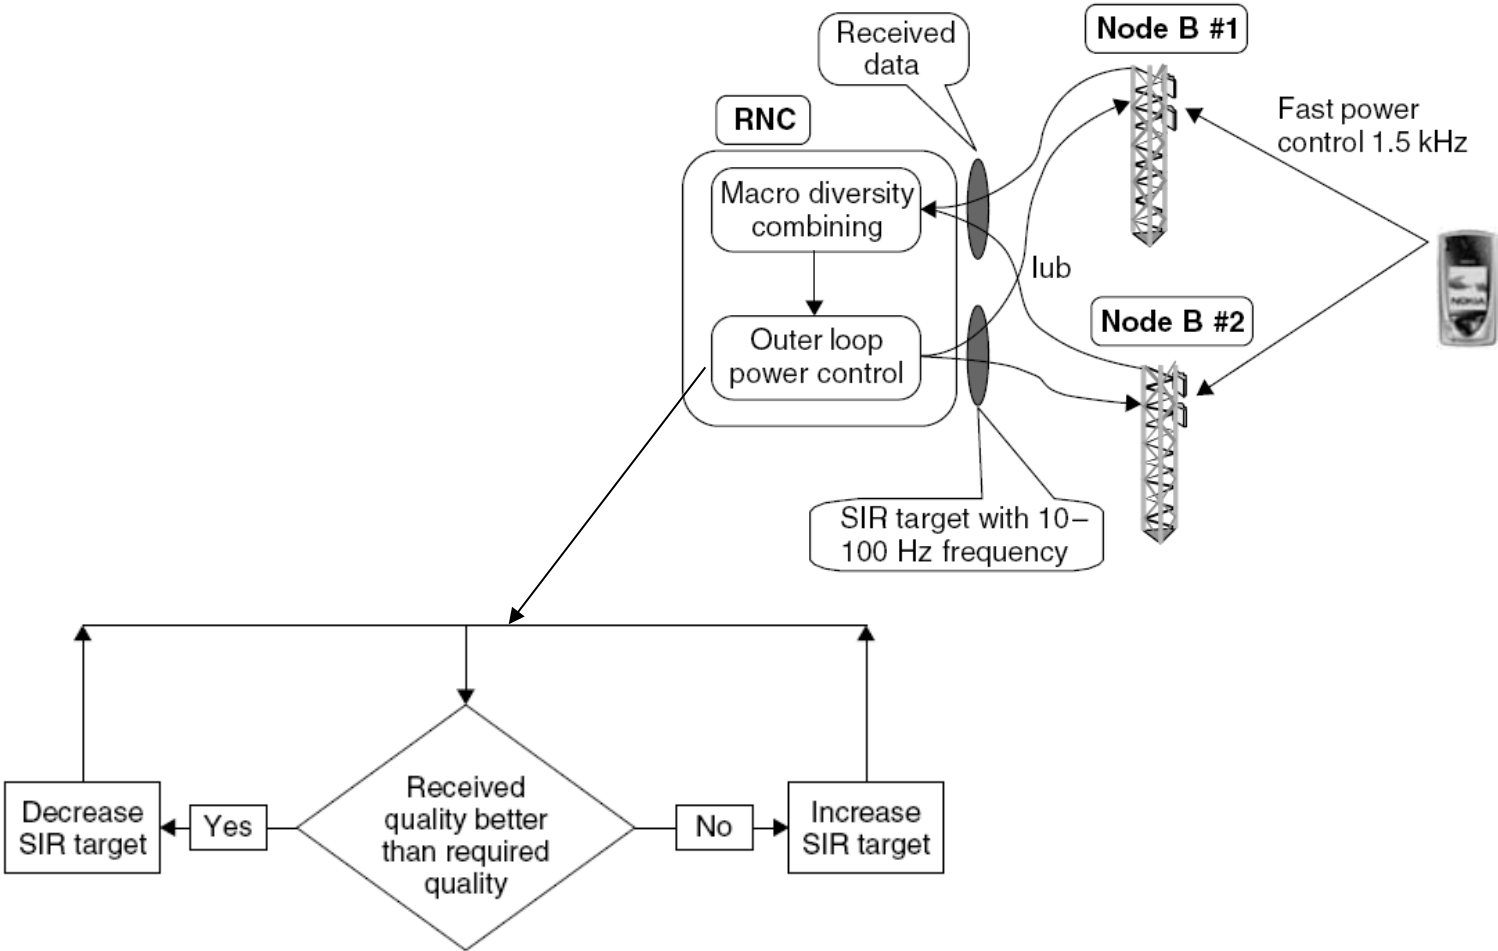 Received
data
Node B #1
RNC
Fast power
control 1.5 kHz
Macro diversity
combining
Iub
Outer loop
power control
Node B #2
NOKIA
SIR target with 10–
100 Hz frequency
Received
quality better
than required
quality
Yes
No
Decrease
SIR target
Increase
SIR target